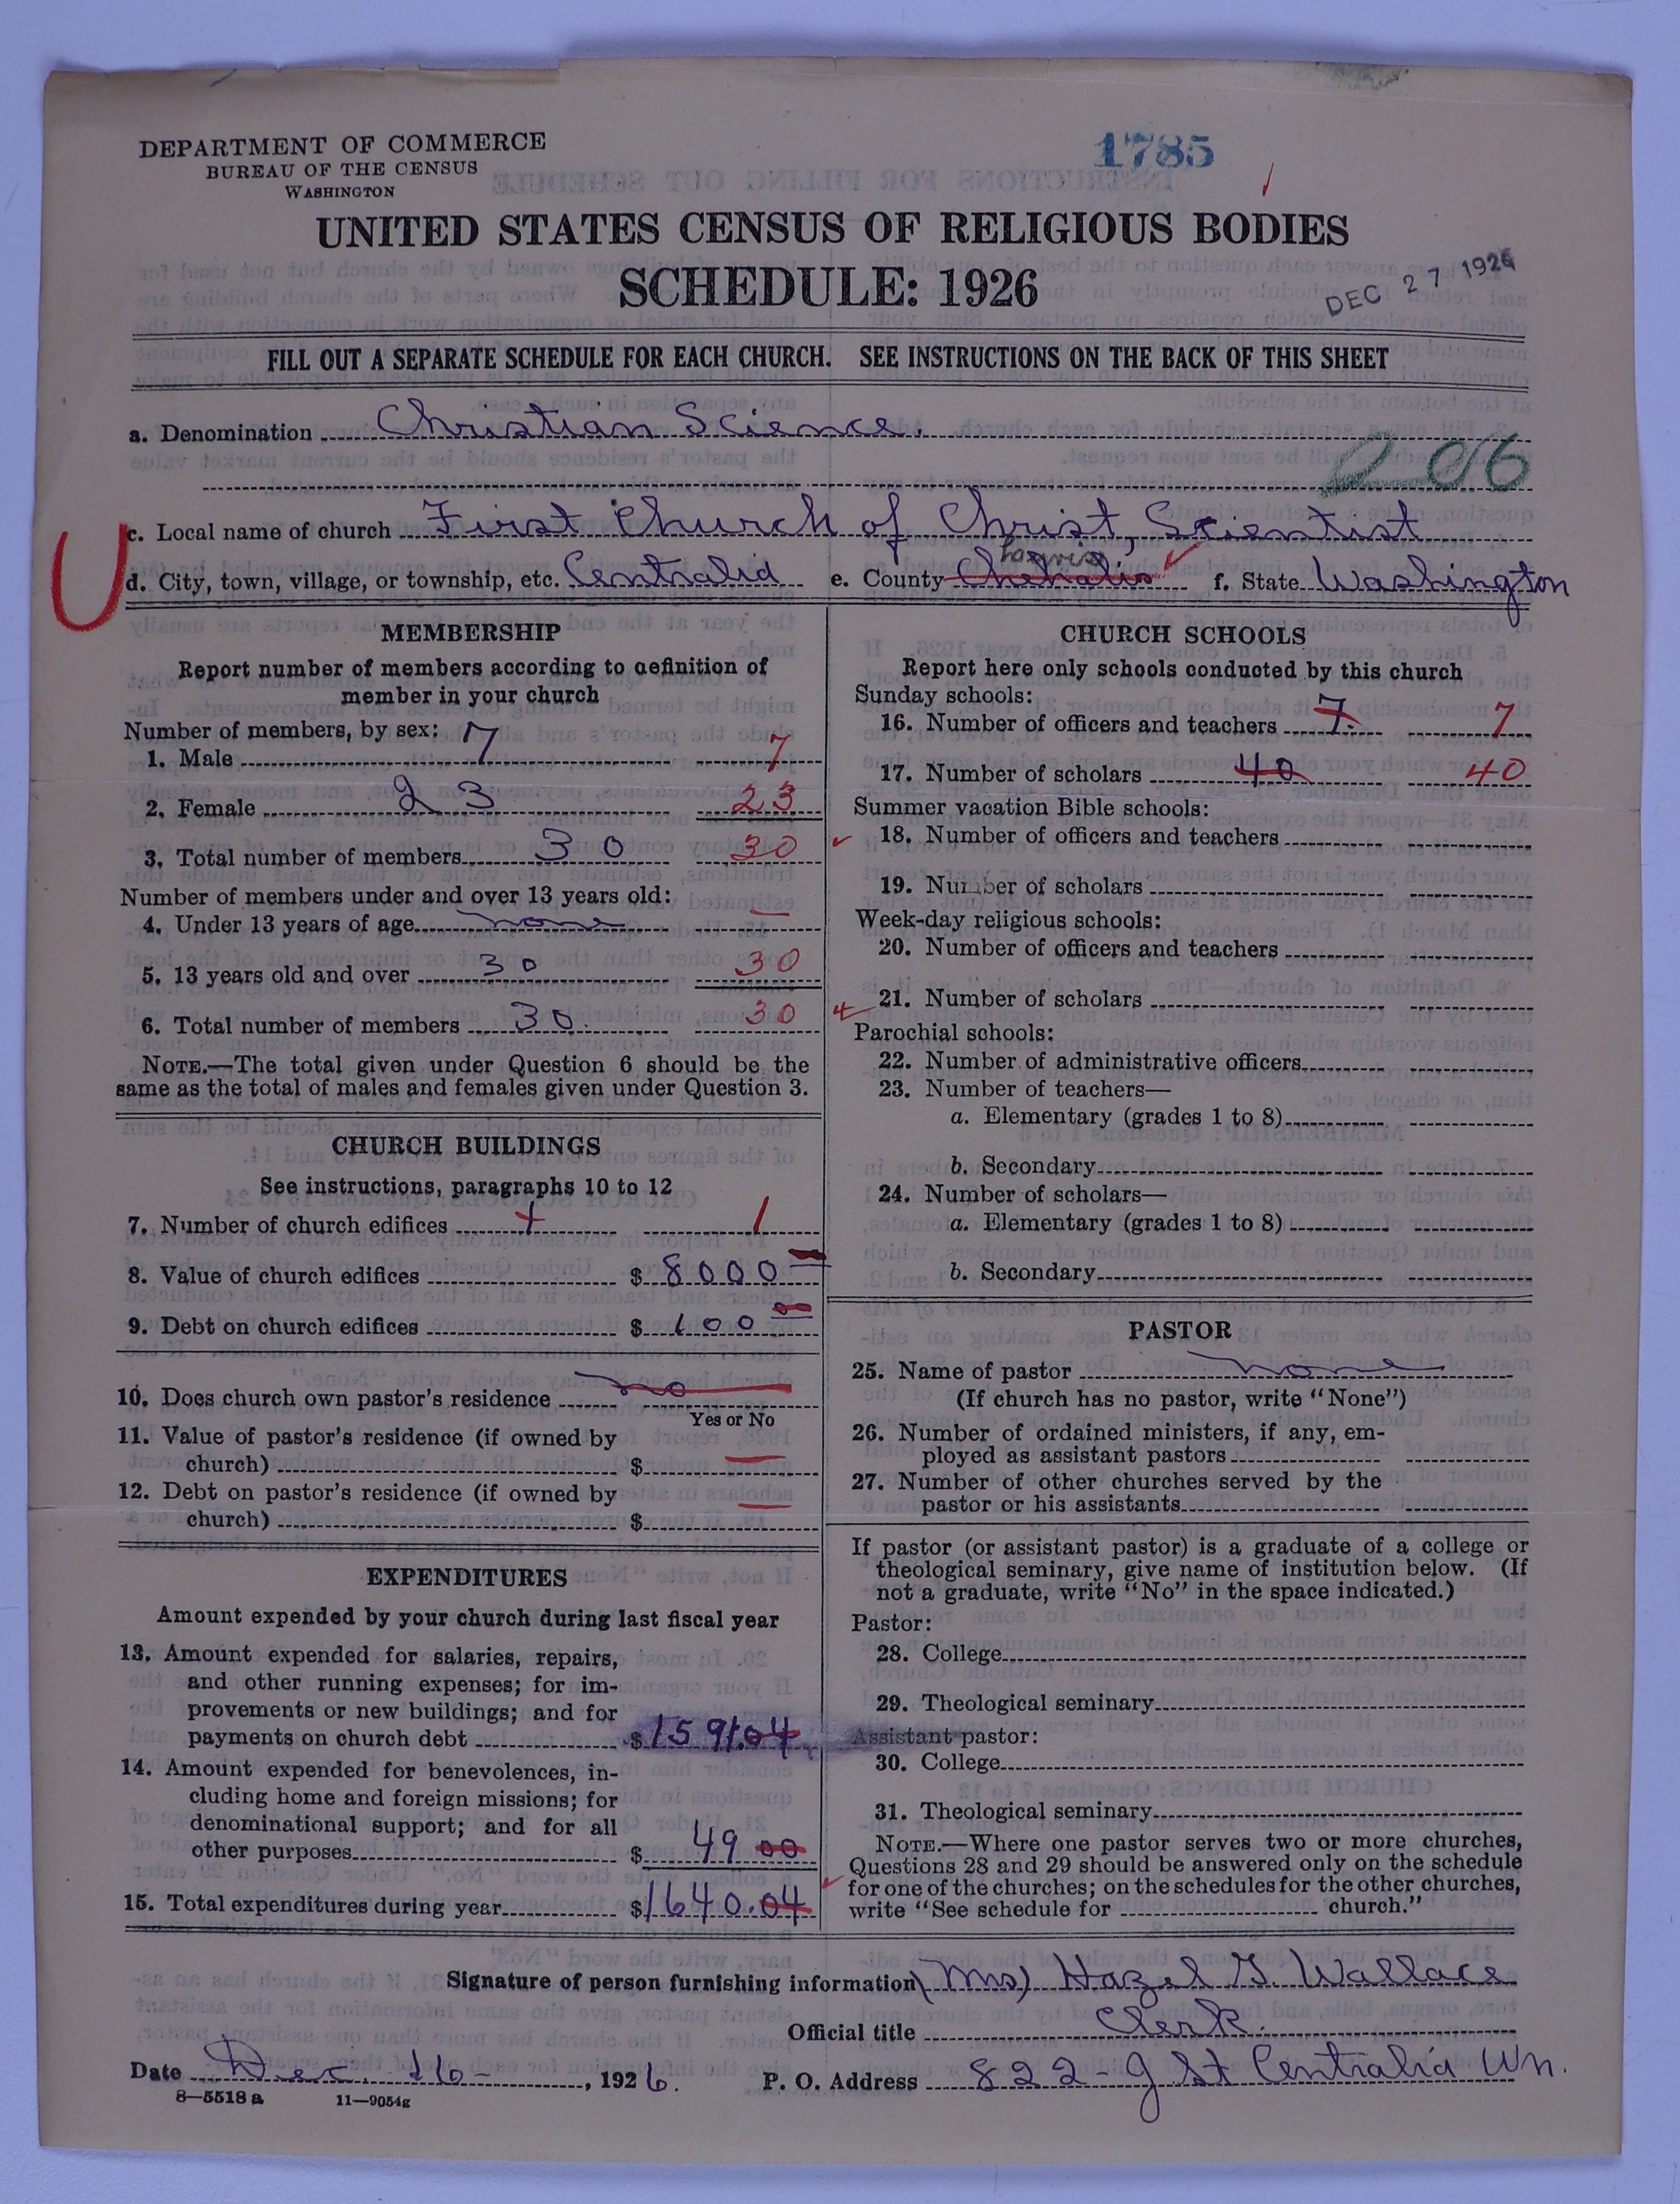 DEPARTMENT OF COMMERCE
BUREAU OF THE CENSUS
WASHINGTON
1785
UNITED STATES CENSUS OF RELIGIOUS BODIES
SCHEDULE: 1926
DEC 27 1926
FILL OUT A SEPARATE SCHEDULE FOR EACH CHURCH. SEE INSTRUCTIONS ON THE BACK OF THIS SHEET
a. Denomination Christian Science.
206
c. Local name of church First Church of Christ, Scientist
d. City, town, village, or township, etc. Centralia e. County Chehalis Lewis f. State Washington
MEMBERSHIP
Report number of members according to definition of
member in your church
Number of members, by sex:
1. Male 7 7
2. Female 23 23
3. Total number of members 30 30
Number of members under and over 13 years old:
4. Under 13 years of age none —
5. 13 years old and over 30 30
6. Total number of members 30 30
NOTE.—The total given under Question 6 should be the
same as the total of males and females given under Question 3.
CHURCH BUILDINGS
See instructions, paragraphs 10 to 12
7. Number of church edifices 1 1
8. Value of church edifices $ 8000
9. Debt on church edifices $ 100
10. Does church own pastor's residence no
Yes or No
11. Value of pastor's residence (if owned by
church) $ —
12. Debt on pastor's residence (if owned by
church) $ —
EXPENDITURES
Amount expended by your church during last fiscal year
13. Amount expended for salaries, repairs,
and other running expenses; for im-
provements or new buildings; and for
payments on church debt $ 1591.04
14. Amount expended for benevolences, in-
cluding home and foreign missions; for
denominational support; and for all
other purposes $ 49 00
15. Total expenditures during year $ 1640.04
CHURCH SCHOOLS
Report here only schools conducted by this church
Sunday schools:
16. Number of officers and teachers 7. 7
17. Number of scholars 40 40
Summer vacation Bible schools:
18. Number of officers and teachers
19. Number of scholars
Week-day religious schools:
20. Number of officers and teachers
21. Number of scholars
Parochial schools:
22. Number of administrative officers
23. Number of teachers—
a. Elementary (grades 1 to 8)
b. Secondary
24. Number of scholars—
a. Elementary (grades 1 to 8)
b. Secondary
PASTOR
25. Name of pastor none
(If church has no pastor, write "None")
26. Number of ordained ministers, if any, em-
ployed as assistant pastors
27. Number of other churches served by the
pastor or his assistants
If pastor (or assistant pastor) is a graduate of a college or
theological seminary, give name of institution below. (If
not a graduate, write "No" in the space indicated.)
Pastor:
28. College
29. Theological seminary
Assistant pastor:
30. College
31. Theological seminary
NOTE.—Where one pastor serves two or more churches,
Questions 28 and 29 should be answered only on the schedule
for one of the churches; on the schedules for the other churches,
write "See schedule for church."
Signature of person furnishing information (Mrs) Hazel G Wallace
Official title Clerk.
Date Dec. 16 - , 1926.
P. O. Address 822 - G St Centralia Wn.
8—5518 a 11—9054g